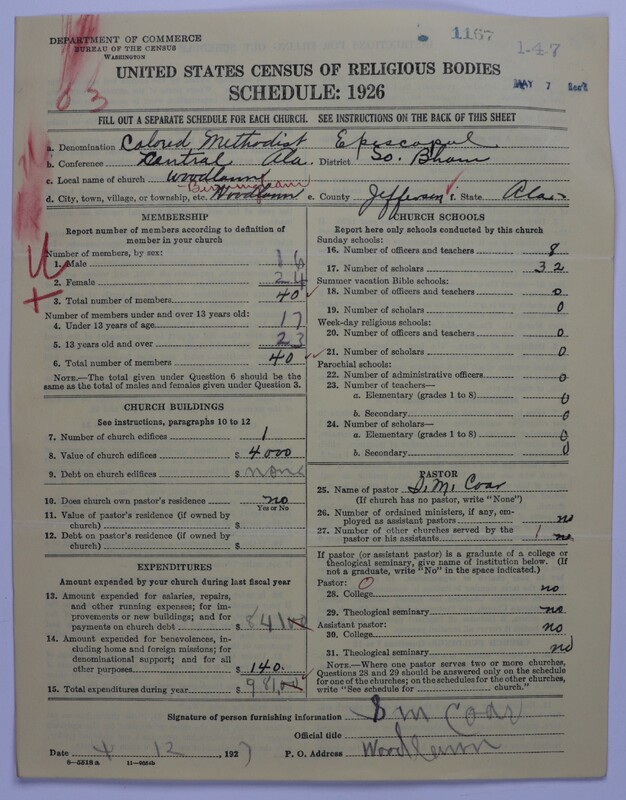 DEPARTMENT OF COMMERCE
BUREAU OF THE CENSUS
WASHINGTON
1167
1-4-7
MAY 7 Rec'd
63
UNITED STATES CENSUS OF RELIGIOUS BODIES
SCHEDULE: 1926
FILL OUT A SEPARATE SCHEDULE FOR EACH CHURCH. SEE INSTRUCTIONS ON THE BACK OF THIS SHEET
a. Denomination Colored Methodist Episcopal
b. Conference Central Ala. District So. Bham
c. Local name of church Woodlawn
Birmingham
d. City, town, village, or township, etc. Woodlawn e. County Jefferson f. State Ala
MEMBERSHIP
Report number of members according to definition of
member in your church
Number of members, by sex:
1. Male 16
2. Female 24
3. Total number of members 40
Number of members under and over 13 years old:
4. Under 13 years of age 17
5. 13 years old and over 23
6. Total number of members 40
NOTE.—The total given under Question 6 should be
same as the total of males and females given under Question 3.
CHURCH BUILDINGS
See instructions, paragraphs 10 to 12
7. Number of church edifices 1
8. Value of church edifices $ 4000
9. Debt on church edifices $ none
10. Does church own pastor's residence no
Yes or No
11. Value of pastor's residence (if owned by
church) $
12. Debt on pastor's residence (if owned by
church) $
EXPENDITURES
Amount expended by your church during last fiscal year
13. Amount expended for salaries, repairs,
and other running expenses; for im-
provements or new buildings; and for
payments on church debt $ 841.00
14. Amount expended for benevolences, in-
cluding home and foreign missions; for
denominational support; and for all
other purposes $ 140.
15. Total expenditures during year $ 981.00
CHURCH SCHOOLS
Report here only schools conducted by this church
Sunday schools:
16. Number of officers and teachers 8
17. Number of scholars 32
Summer vacation Bible schools:
18. Number of officers and teachers 0
19. Number of scholars 0
Week-day religious schools:
20. Number of officers and teachers 0
21. Number of scholars 0
Parochial schools:
22. Number of administrative officers 0
23. Number of teachers—
a. Elementary (grades 1 to 8) 0
b. Secondary 0
24. Number of scholars—
a. Elementary (grades 1 to 8) 0
b. Secondary 0
PASTOR
25. Name of pastor S. M. Coar
(If church has no pastor, write "None")
26. Number of ordained ministers, if any, em-
ployed as assistant pastors no
27. Number of other churches served by the
pastor or his assistants 1 no
If pastor (or assistant pastor) is a graduate of a college or
theological seminary, give name of institution below. (If
not a graduate, write "No" in the space indicated.)
Pastor: 0
28. College no
29. Theological seminary no
Assistant pastor:
30. College no
31. Theological seminary no
NOTE.—Where one pastor serves two or more churches,
Questions 28 and 29 should be answered only on the schedule
for one of the churches; on the schedules for the other churches,
write "See schedule for church."
Signature of person furnishing information S M Coar
Official title
Date 4 12, 1927 P. O. Address Woodlawn
8-5518a 11-9554b